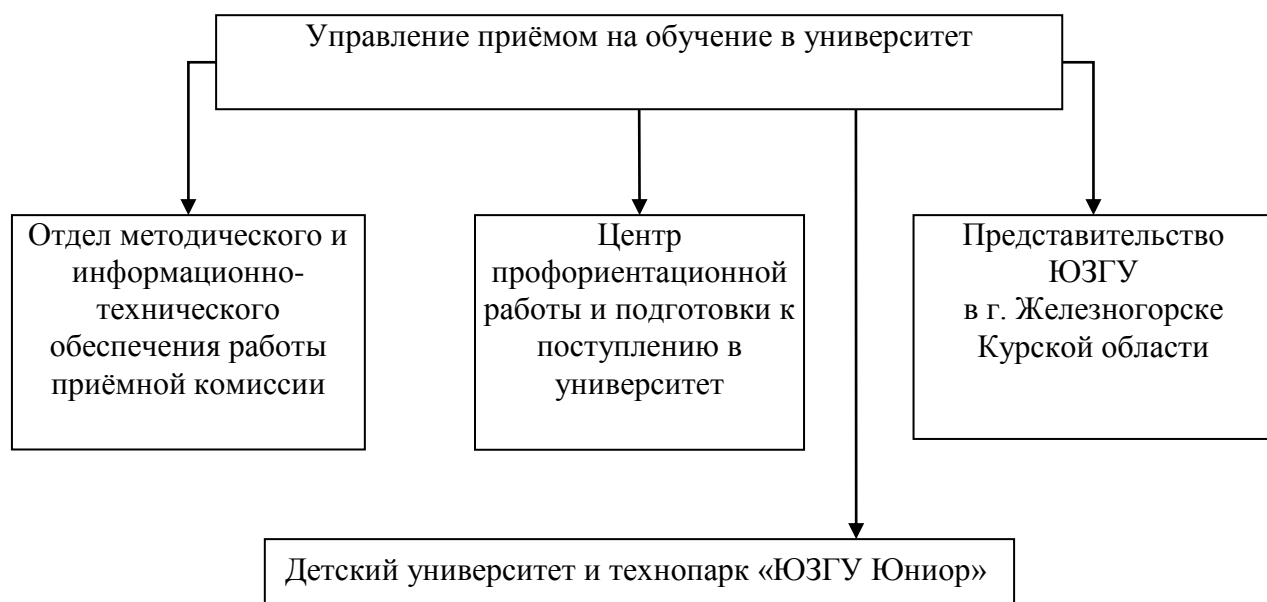 Управление приёмом на обучение в университет
Отдел методического и
информационно-
технического
обеспечения работы
приёмной комиссии
Центр
профориентационной
работы и подготовки к
поступлению в
университет
Представительство
ЮЗГУ
в г. Железногорске
Курской области
Детский университет и технопарк «ЮЗГУ Юниор»